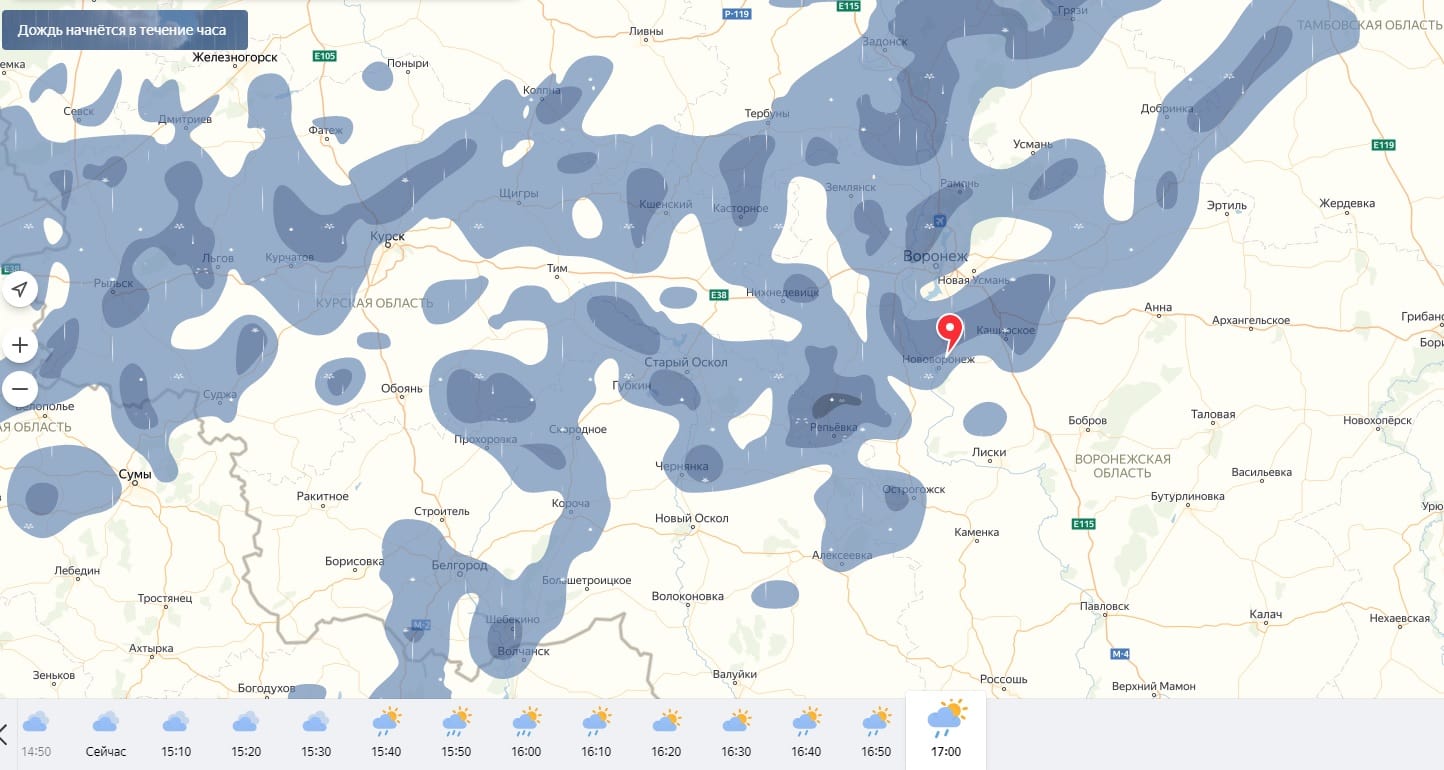 Р-119
E115
Грязи
ТАМБОВСКАЯ ОБЛАСТЬ
Дождь начнётся в течение часа
Ливны
Задонск
E105
Железногорск
Поныри
емка
Колпна
Севск
Дмитриев
Тербуны
Добринка
Фатеж
Усмань
E119
Щигры
Землянск
Рамонь
Кшенский
Касторное
Эртиль
Жердевка
Курск
Льгов
Курчатов
Воронеж
Тим
Рыльск
Новая Усмань
E38
Нижнедевицк
КУРСКАЯ ОБЛАСТЬ
Анна
Архангельское
Грибано
Каширское
Бори
Старый Оскол
Нововоронеж
Губкин
Обоянь
Суджа
Белополье
АЯ ОБЛАСТЬ
Скородное
Репьёвка
Бобров
Таловая
Новохопёрск
Прохоровка
Лиски
ВОРОНЕЖСКАЯ
ОБЛАСТЬ
Чернянка
Сумы
Васильевка
Острогожск
Ракитное
Короча
Бутурлиновка
Строитель
Новый Оскол
Урю
E115
Каменка
Алексеевка
Борисовка
Белгород
Лебедин
Большетроицкое
Волоконовка
Тростянец
Павловск
Калач
Нехаевская
М-2
Шебекино
Ахтырка
Волчанск
М-4
Зеньков
Валуйки
Россошь
Богодухов
Верхний Мамон
14:50
Сейчас
15:10
15:20
15:30
15:40
15:50
16:00
16:10
16:20
16:30
16:40
16:50
17:00